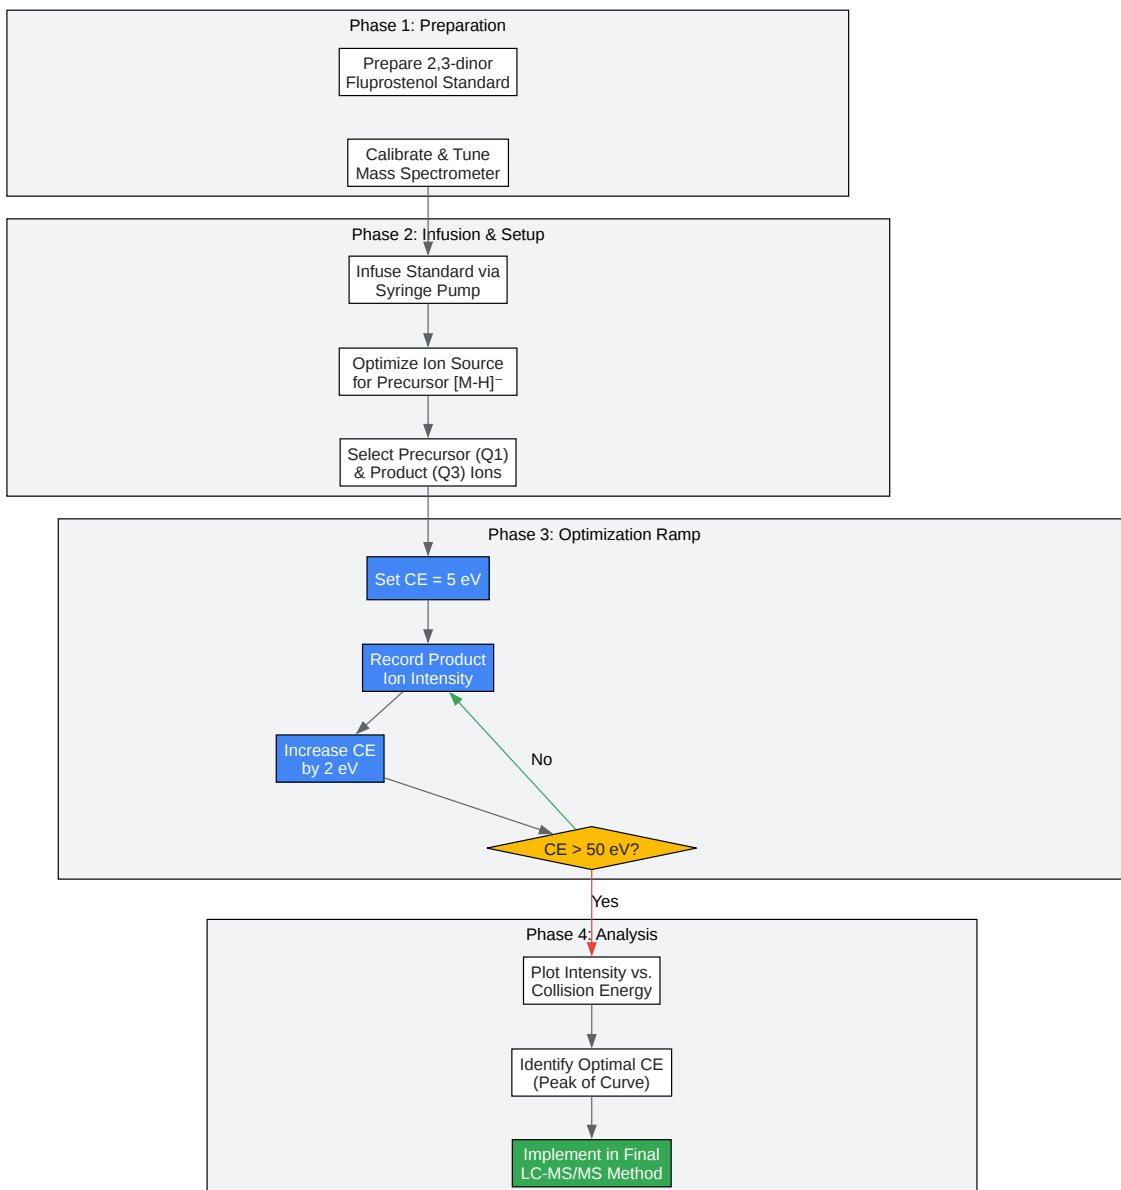 Phase 1: Preparation
Prepare 2,3-dinor
Fluprostenol Standard
Calibrate & Tune
Mass Spectrometer
Phase 2: Infusion & Setup
Infuse Standard via
Syringe Pump
Optimize Ion Source
for Precursor [M-H]⁻
Select Precursor (Q1)
& Product (Q3) Ions
Phase 3: Optimization Ramp
Set CE = 5 eV
Record Product
Ion Intensity
Increase CE
by 2 eV
No
CE > 50 eV?
Yes
Phase 4: Analysis
Plot Intensity vs.
Collision Energy
Identify Optimal CE
(Peak of Curve)
Implement in Final
LC-MS/MS Method